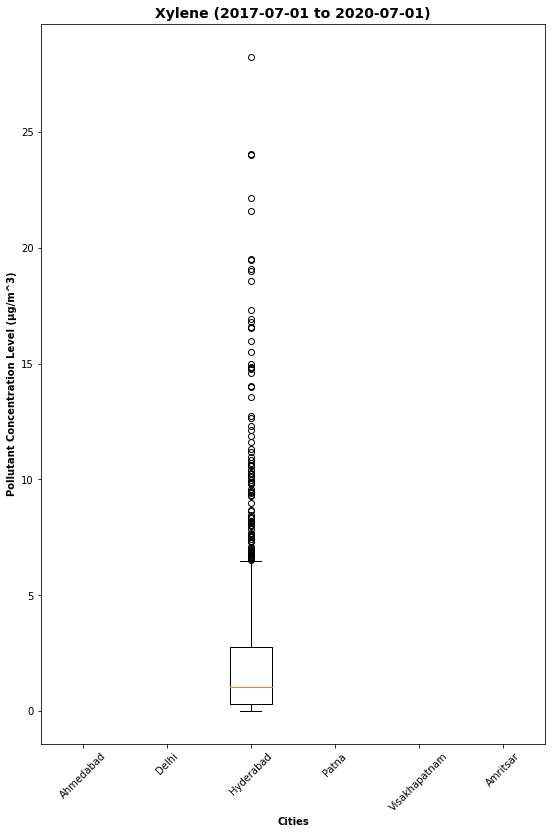 Xylene (2017-07-01 to 2020-07-01)
Pollutant Concentration Level (µg/m^3)
25
20
15
10
5
0
Ahmedabad
Delhi
Hyderabad
Patna
Visakhapatnam
Amritsar
Cities